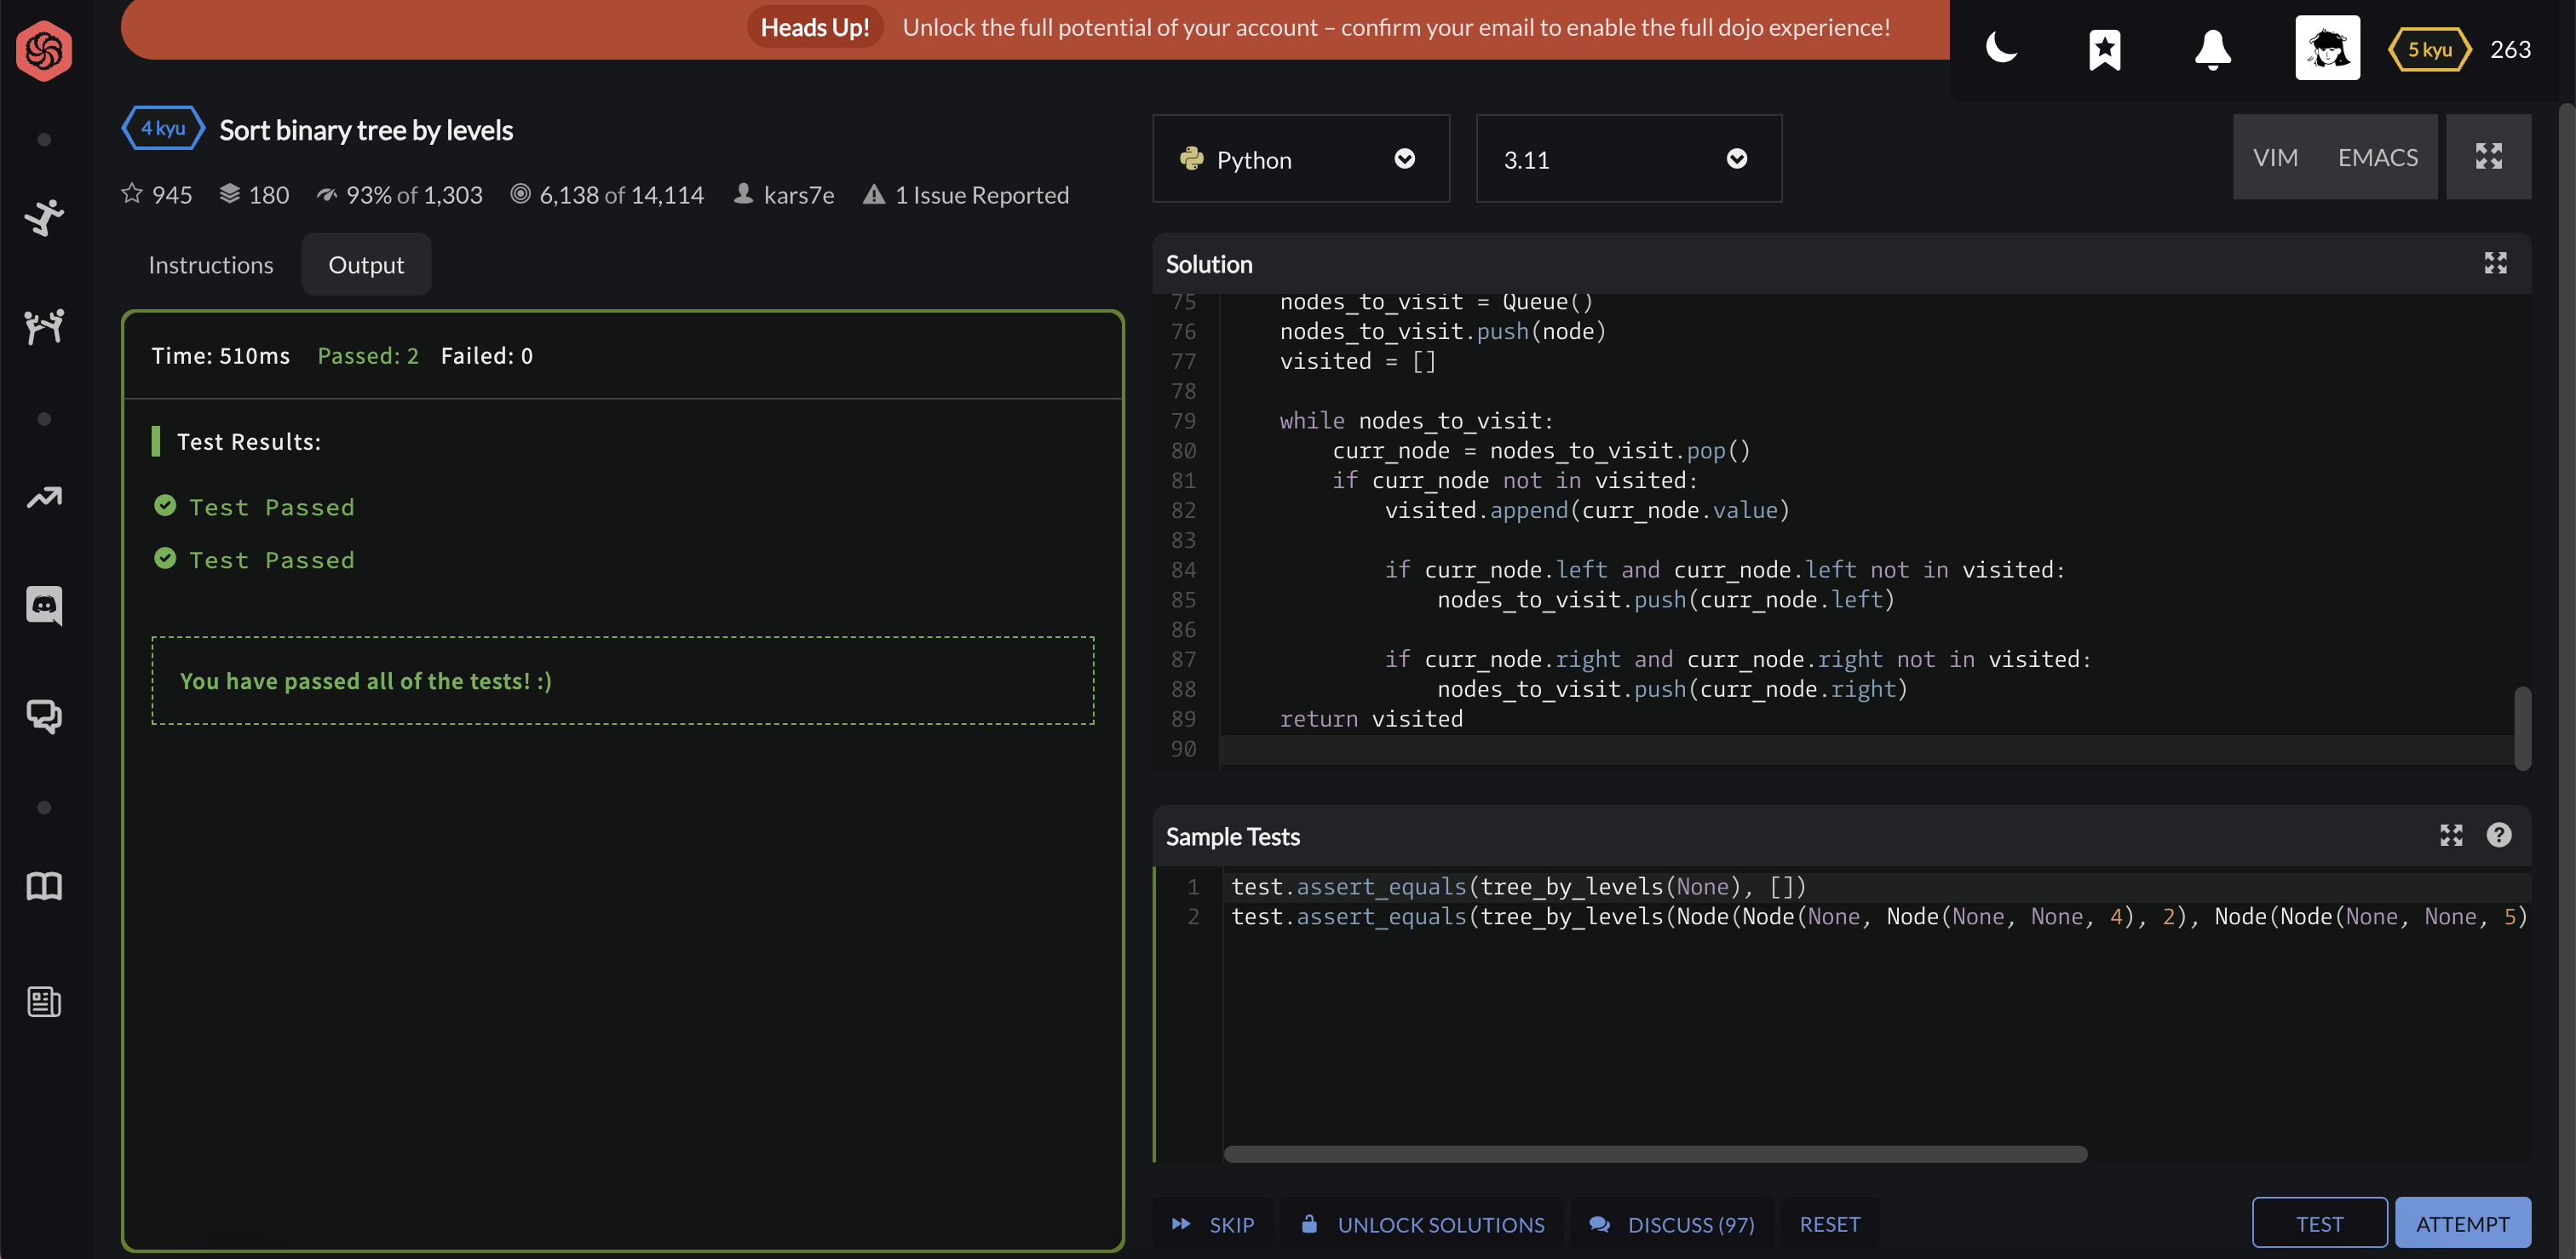 Heads Up! Unlock the full potential of your account – confirm your email to enable the full dojo experience!
5 kyu 263
4 kyu Sort binary tree by levels
945 180 93% of 1,303 6,138 of 14,114 kars7e 1 Issue Reported
Python
3.11
VIM EMACS
Instructions Output
Time: 510ms Passed: 2 Failed: 0
Test Results:
Test Passed
Test Passed
You have passed all of the tests! :)
Solution
75 nodes_to_visit = Queue()
76 nodes_to_visit.push(node)
77 visited = []
78
79 while nodes_to_visit:
80 curr_node = nodes_to_visit.pop()
81 if curr_node not in visited:
82 visited.append(curr_node.value)
83
84 if curr_node.left and curr_node.left not in visited:
85 nodes_to_visit.push(curr_node.left)
86
87 if curr_node.right and curr_node.right not in visited:
88 nodes_to_visit.push(curr_node.right)
89 return visited
90
Sample Tests
1 test.assert_equals(tree_by_levels(None), [])
2 test.assert_equals(tree_by_levels(Node(Node(None, Node(None, None, 4), 2), Node(Node(None, None, 5)
SKIP UNLOCK SOLUTIONS DISCUSS (97) RESET TEST ATTEMPT